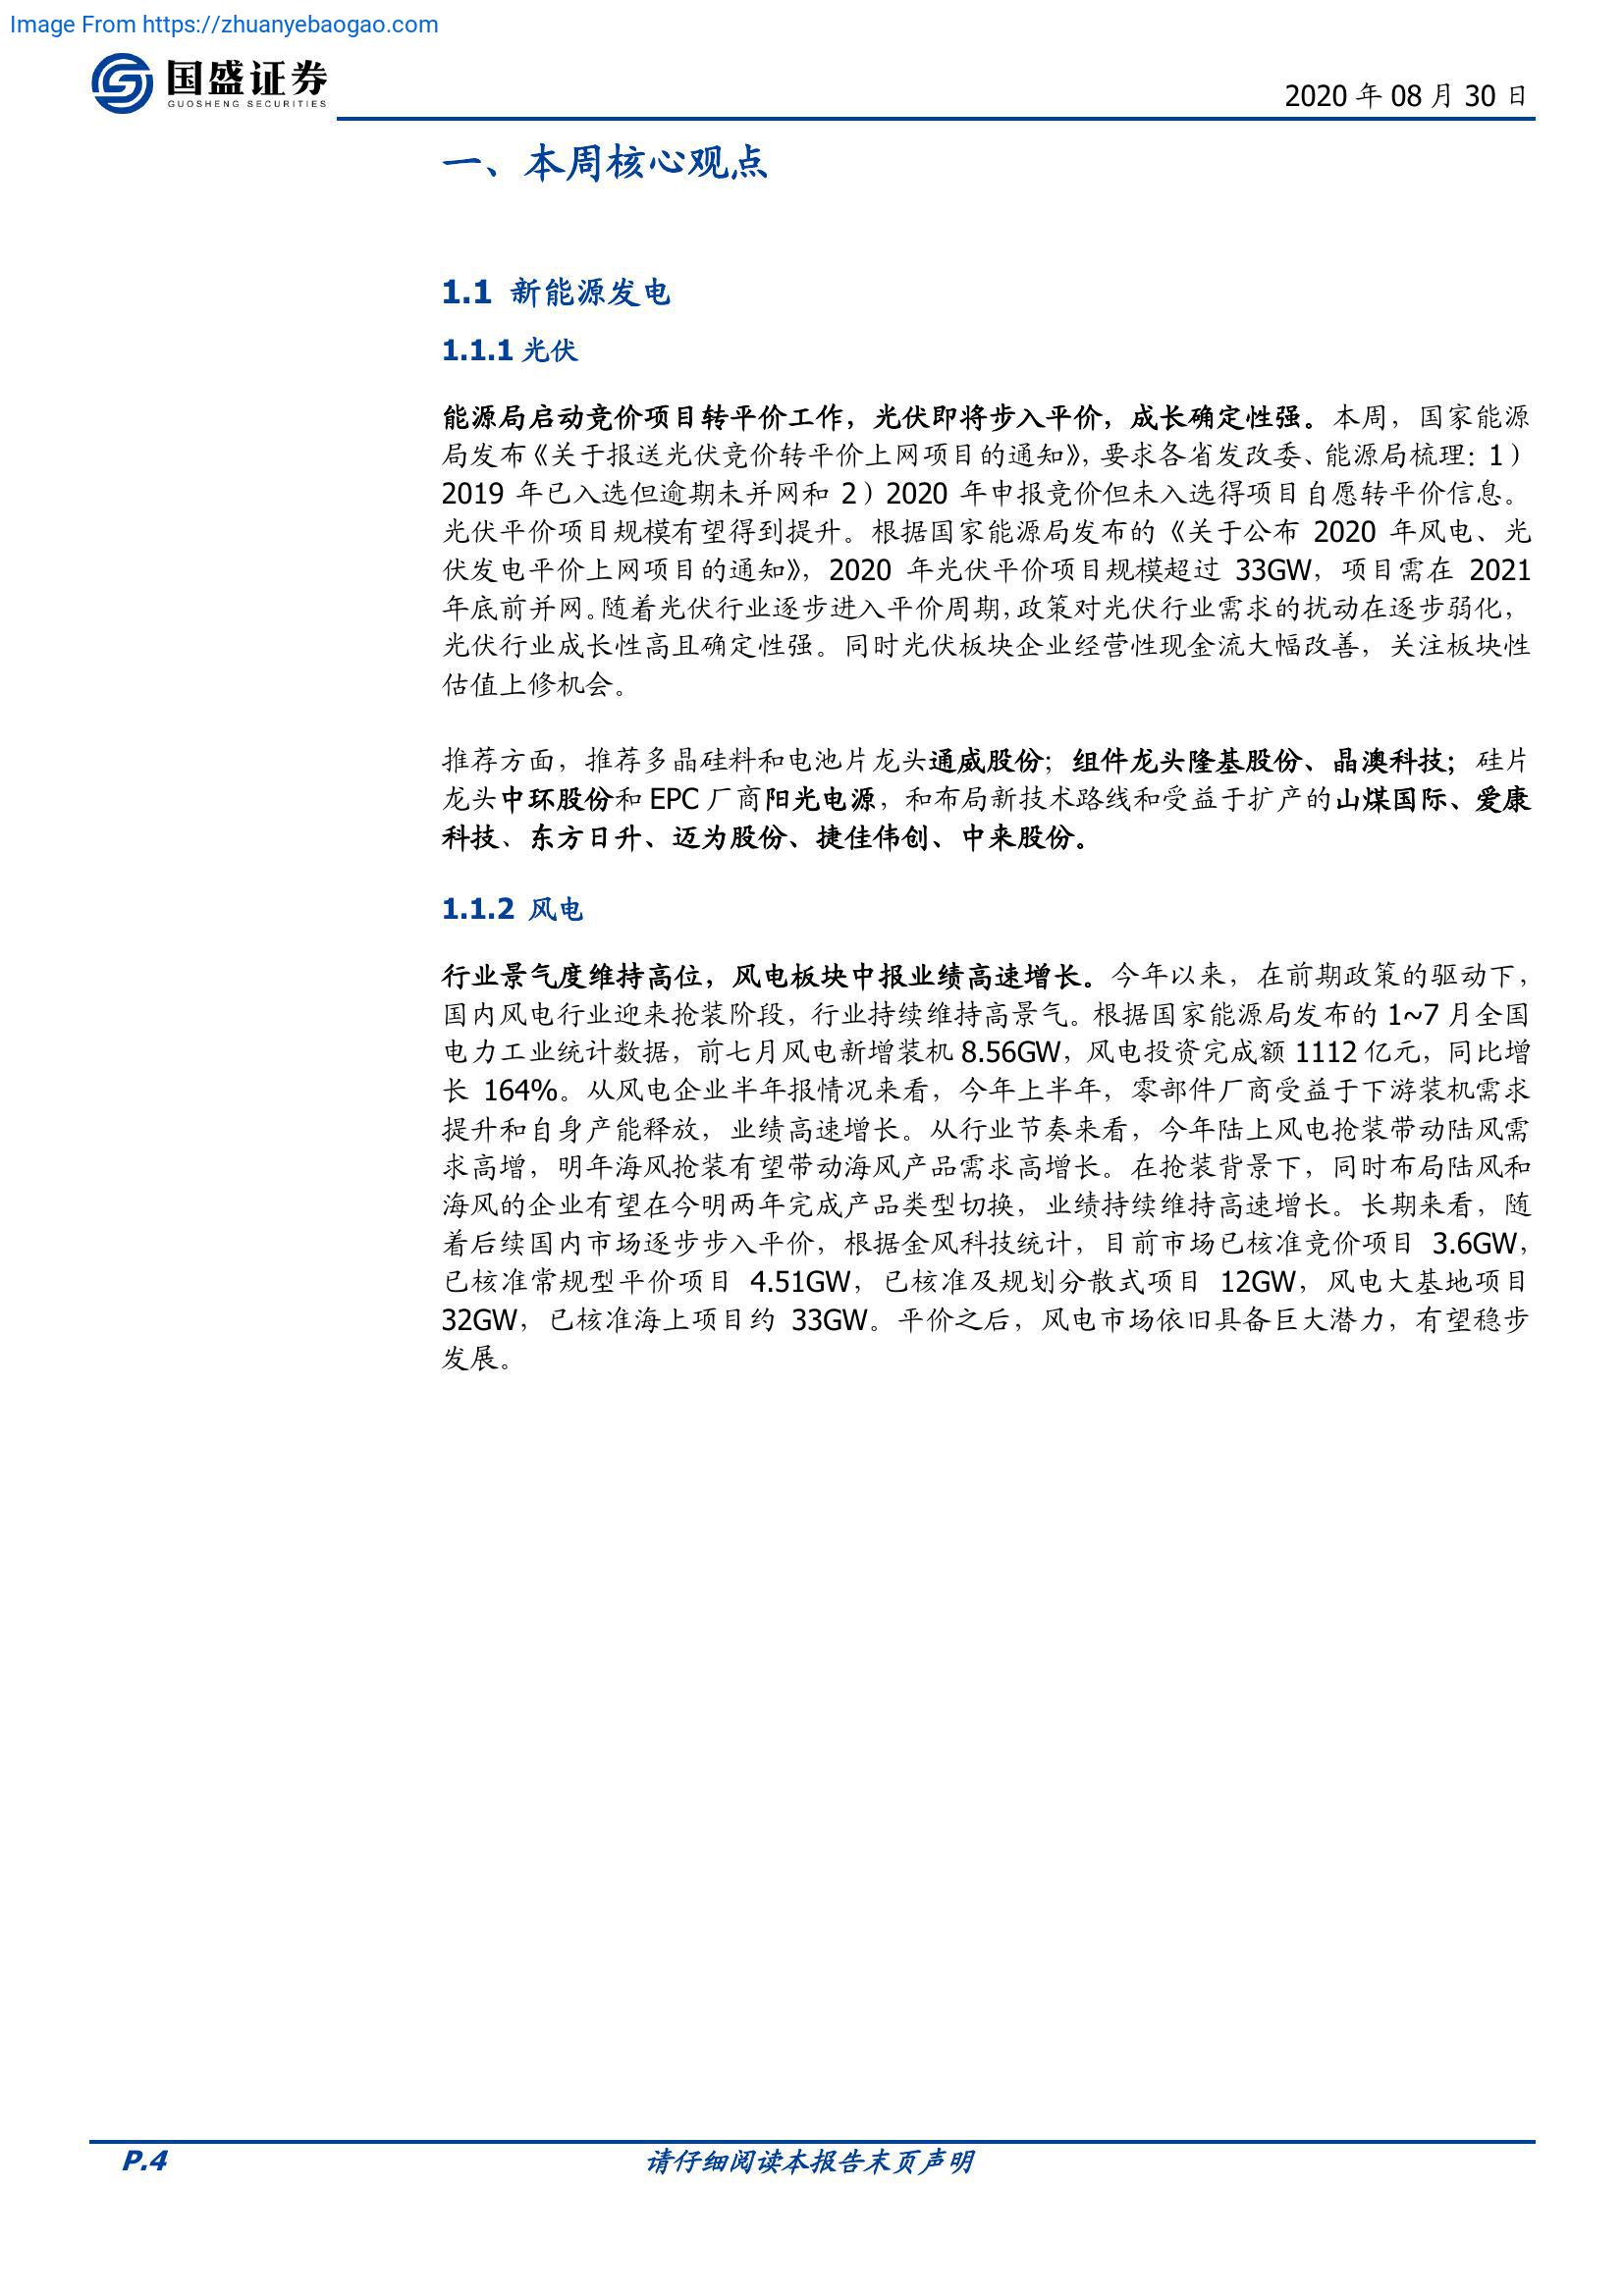 Image From https://zhuanyebaogao.com
国盛证券
GUOSHENG SECURITIES
2020 年 08 月 30 日
一、本周核心观点
1.1 新能源发电
1.1.1 光伏
能源局启动竞价项目转平价工作，光伏即将步入平价，成长确定性强。本周，国家能源
局发布《关于报送光伏竞价转平价上网项目的通知》，要求各省发改委、能源局梳理：1）
2019 年已入选但逾期未并网和 2）2020 年申报竞价但未入选得项目自愿转平价信息。
光伏平价项目规模有望得到提升。根据国家能源局发布的《关于公布 2020 年风电、光
伏发电平价上网项目的通知》，2020 年光伏平价项目规模超过 33GW，项目需在 2021
年底前并网。随着光伏行业逐步进入平价周期，政策对光伏行业需求的扰动在逐步弱化，
光伏行业成长性高且确定性强。同时光伏板块企业经营性现金流大幅改善，关注板块性
估值上修机会。
推荐方面，推荐多晶硅料和电池片龙头通威股份；组件龙头隆基股份、晶澳科技；硅片
龙头中环股份和 EPC 厂商阳光电源，和布局新技术路线和受益于扩产的山煤国际、爱康
科技、东方日升、迈为股份、捷佳伟创、中来股份。
1.1.2 风电
行业景气度维持高位，风电板块中报业绩高速增长。今年以来，在前期政策的驱动下，
国内风电行业迎来抢装阶段，行业持续维持高景气。根据国家能源局发布的 1~7 月全国
电力工业统计数据，前七月风电新增装机 8.56GW，风电投资完成额 1112 亿元，同比增
长 164%。从风电企业半年报情况来看，今年上半年，零部件厂商受益于下游装机需求
提升和自身产能释放，业绩高速增长。从行业节奏来看，今年陆上风电抢装带动陆风需
求高增，明年海风抢装有望带动海风产品需求高增长。在抢装背景下，同时布局陆风和
海风的企业有望在今明两年完成产品类型切换，业绩持续维持高速增长。长期来看，随
着后续国内市场逐步步入平价，根据金风科技统计，目前市场已核准竞价项目 3.6GW，
已核准常规型平价项目 4.51GW，已核准及规划分散式项目 12GW，风电大基地项目
32GW，已核准海上项目约 33GW。平价之后，风电市场依旧具备巨大潜力，有望稳步
发展。
P.4
请仔细阅读本报告末页声明